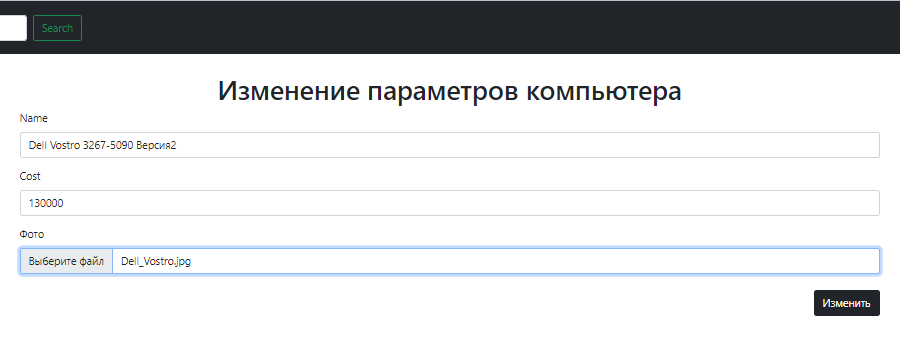 Search
Изменение параметров компьютера
Name
Dell Vostro 3267-5090 Версия2
Cost
130000
Фото
Выберите файл Dell_Vostro.jpg
Изменить